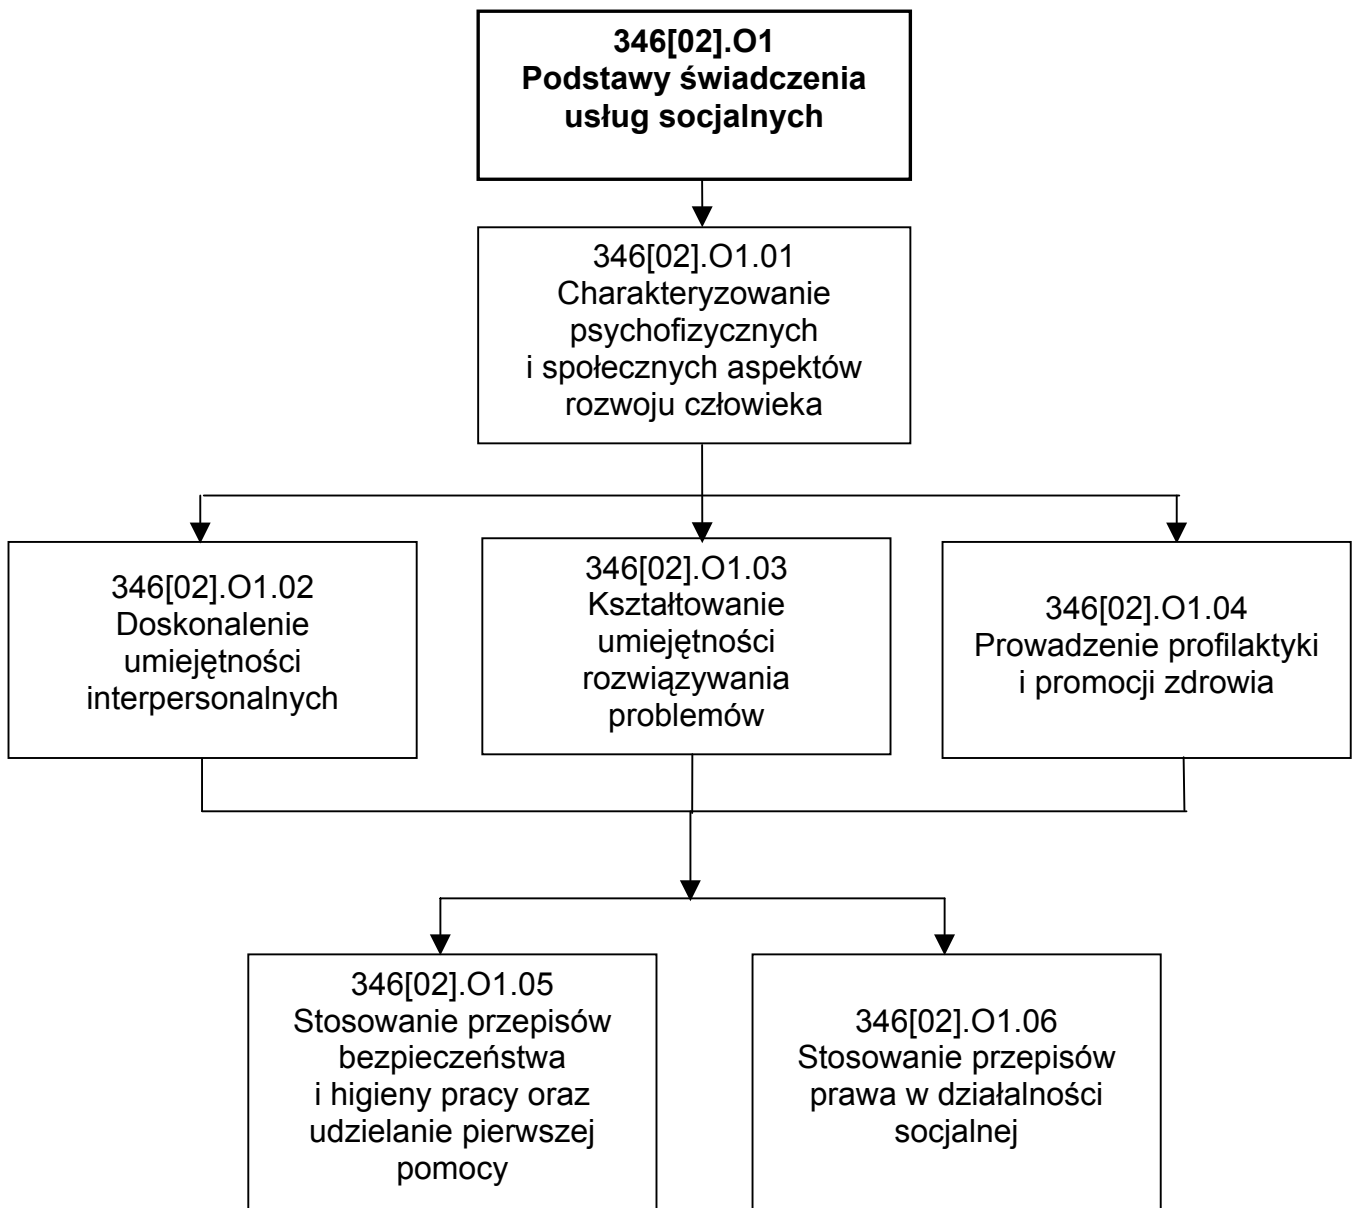 346[02].O1
Podstawy świadczenia
usług socjalnych
346[02].O1.01
Charakteryzowanie
psychofizycznych
i społecznych aspektów
rozwoju człowieka
346[02].O1.02
Doskonalenie
umiejętności
interpersonalnych
346[02].O1.03
Kształtowanie
umiejętności
rozwiązywania
problemów
346[02].O1.04
Prowadzenie profilaktyki
i promocji zdrowia
346[02].O1.05
Stosowanie przepisów
bezpieczeństwa
i higieny pracy oraz
udzielanie pierwszej
pomocy
346[02].O1.06
Stosowanie przepisów
prawa w działalności
socjalnej